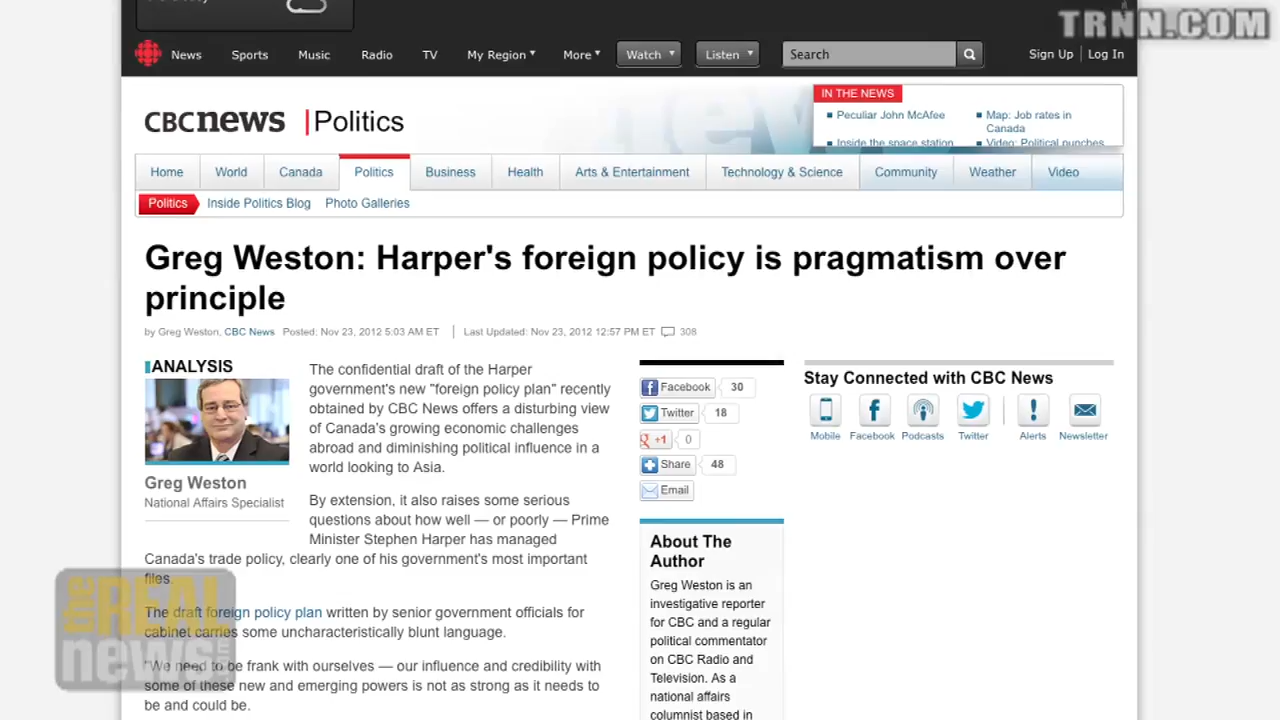 TRNN.COM
News Sports Music Radio TV My Region More Watch Listen Search Sign Up Log In
CBCnews | Politics
IN THE NEWS
Peculiar John McAfee
Map: Job rates in
Canada
Inside the space station
Video: Political punches
Home World Canada Politics Business Health Arts & Entertainment Technology & Science Community Weather Video
Politics Inside Politics Blog Photo Galleries
Greg Weston: Harper's foreign policy is pragmatism over
principle
by Greg Weston, CBC News Posted: Nov 23, 2012 5:03 AM ET | Last Updated: Nov 23, 2012 12:57 PM ET 308
ANALYSIS
Greg Weston
National Affairs Specialist
The confidential draft of the Harper
government's new "foreign policy plan" recently
obtained by CBC News offers a disturbing view
of Canada's growing economic challenges
abroad and diminishing political influence in a
world looking to Asia.
By extension, it also raises some serious
questions about how well — or poorly — Prime
Minister Stephen Harper has managed
Canada's trade policy, clearly one of his government's most important
files.
The draft foreign policy plan written by senior government officials for
cabinet carries some uncharacteristically blunt language.
"We need to be frank with ourselves — our influence and credibility with
some of these new and emerging powers is not as strong as it needs to
be and could be.
Facebook 30
Twitter 18
+1 0
Share 48
Email
About The
Author
Greg Weston is an
investigative reporter
for CBC and a regular
political commentator
on CBC Radio and
Television. As a
national affairs
columnist based in
Stay Connected with CBC News
Mobile Facebook Podcasts Twitter Alerts Newsletter
the REAL
news.com